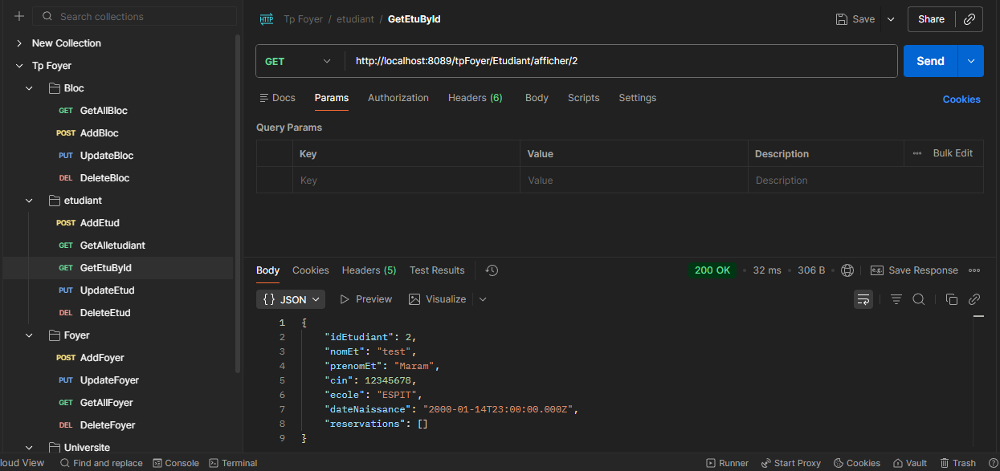 Search collections
New Collection
Tp Foyer
Bloc
GET GetAllBloc
POST AddBloc
PUT UpdateBloc
DEL DeleteBloc
etudiant
POST AddEtud
GET GetAlletudiant
GET GetEtuById
PUT UpdateEtud
DEL DeleteEtud
Foyer
POST AddFoyer
PUT UpdateFoyer
GET GetAllFoyer
DEL DeleteFoyer
Universite
HTTP Tp Foyer / etudiant / GetEtuById
Save
Share
GET http://localhost:8089/tpFoyer/Etudiant/afficher/2
Send
Docs Params Authorization Headers (6) Body Scripts Settings
Cookies
Query Params
Key Value Description Bulk Edit
Key Value Description
Body Cookies Headers (5) Test Results
200 OK • 32 ms • 306 B • e.g. Save Response
{} JSON Preview Visualize
1 {
2 "idEtudiant": 2,
3 "nomEt": "test",
4 "prenomEt": "Maram",
5 "cin": 12345678,
6 "ecole": "ESPIT",
7 "dateNaissance": "2000-01-14T23:00:00.000Z",
8 "reservations": []
9 }
loud View Find and replace Console Terminal
Runner Start Proxy Cookies Vault Trash